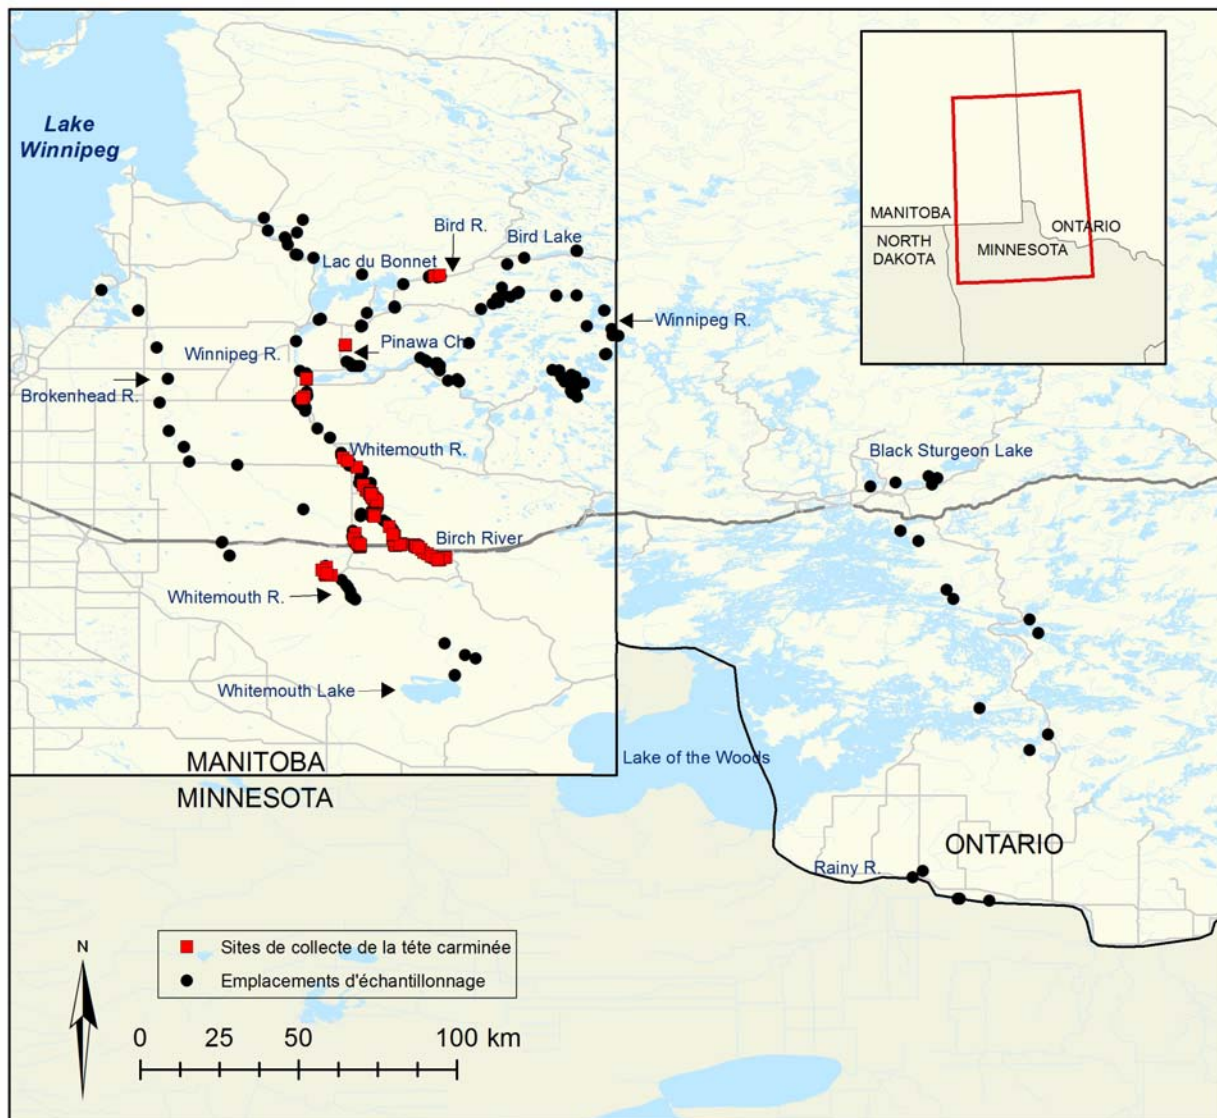 Lake
Winnipeg
MANITOBA
NORTH
DAKOTA
MINNESOTA
ONTARIO
Bird R.
Bird Lake
Lac du Bonnet
Winnipeg R.
Pinawa Ch.
Winnipeg R.
Brokenhead R.
Whitemouth R.
Black Sturgeon Lake
Birch River
Whitemouth R.
Whitemouth Lake
Lake of the Woods
MANITOBA
MINNESOTA
ONTARIO
Rainy R.
N
Sites de collecte de la téte carminée
Emplacements d'échantillonnage
0 25 50 100 km